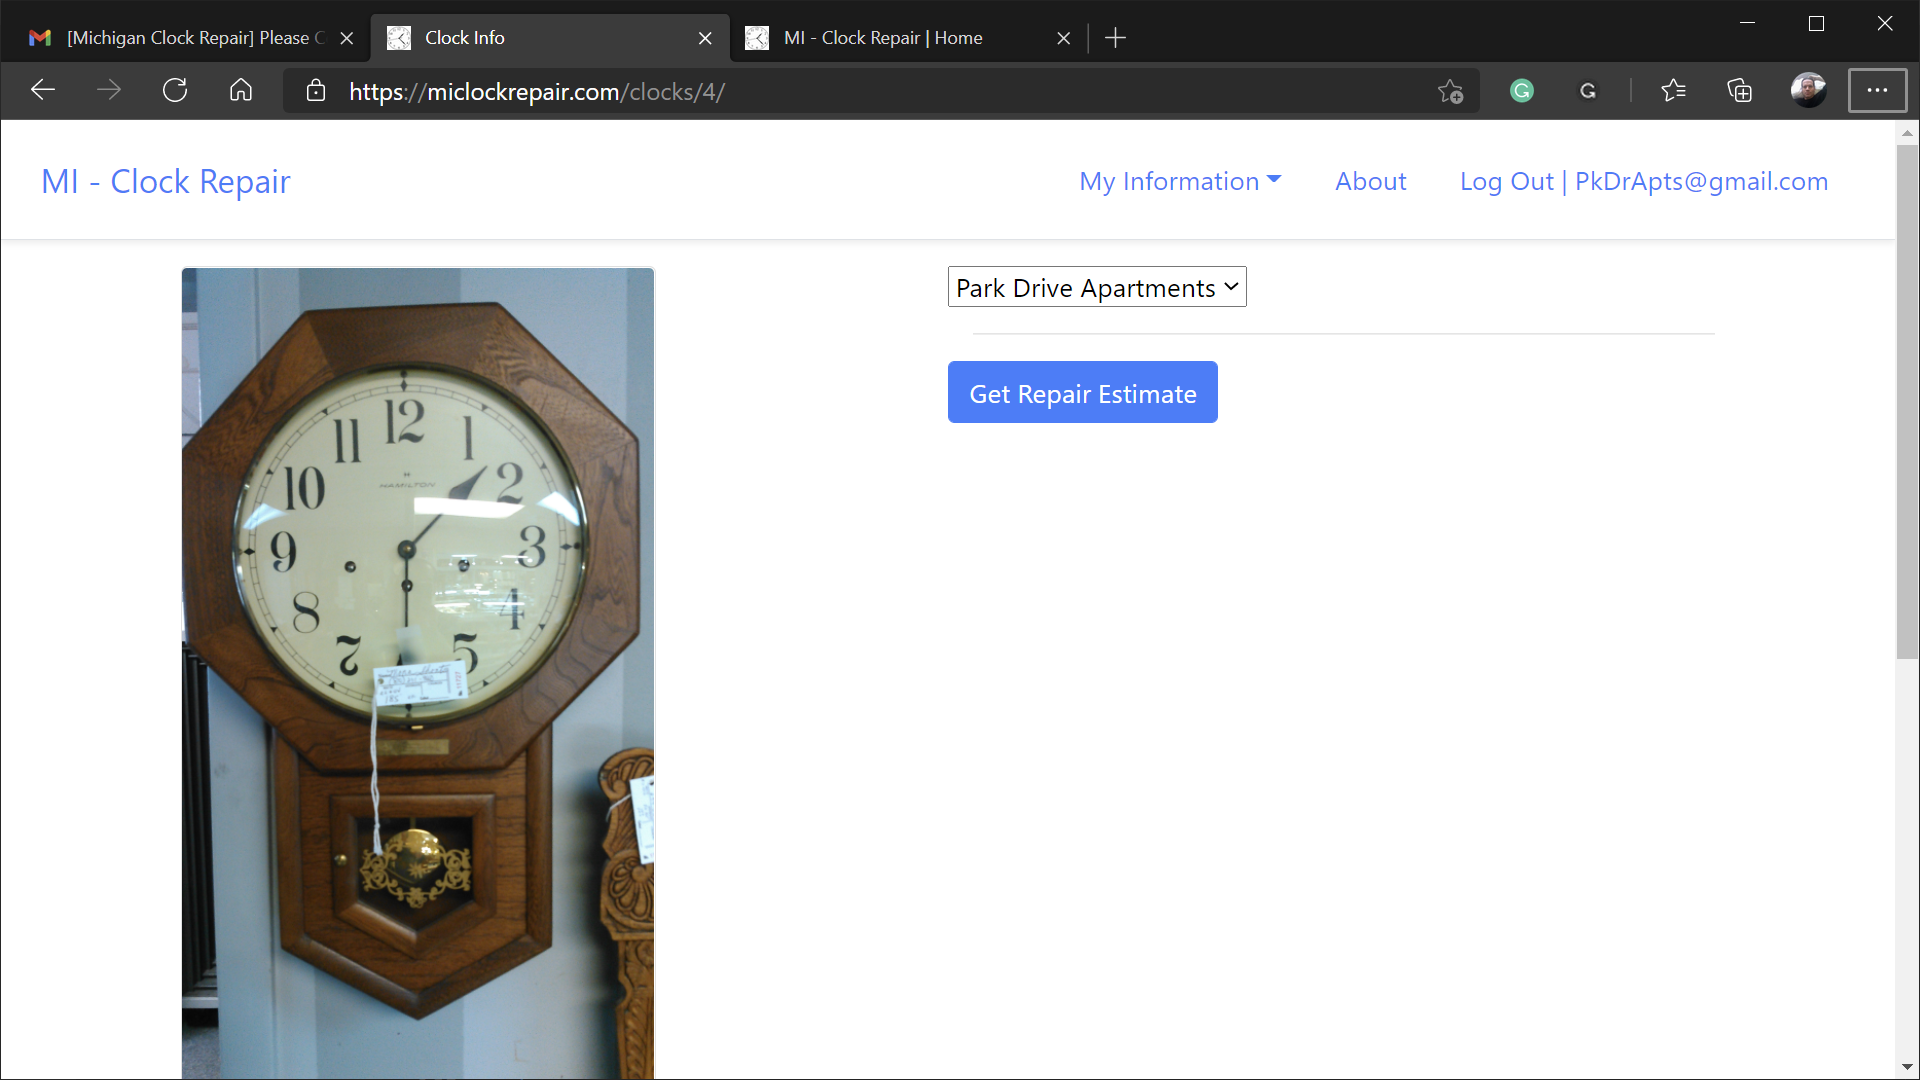 [Michigan Clock Repair] Please C
Clock Info
MI - Clock Repair | Home
https://miclockrepair.com/clocks/4/
MI - Clock Repair
My Information
About
Log Out | PkDrApts@gmail.com
Park Drive Apartments
Get Repair Estimate
12
11
1
10
2
HAMILTON
9
3
8
4
7
5
185